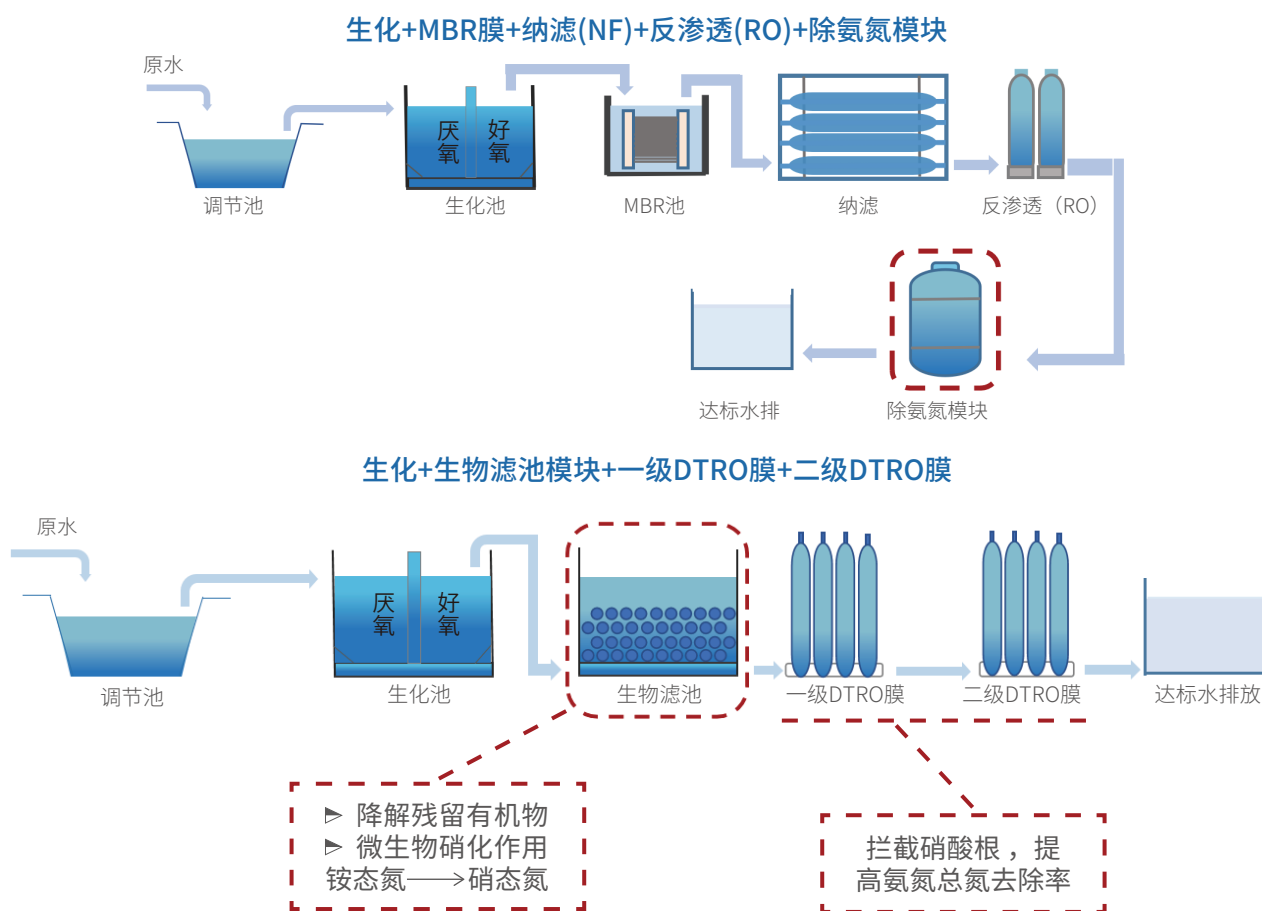 生化+MBR膜+纳滤(NF)+反渗透(RO)+除氨氮模块
原水
厌氧
好氧
调节池
生化池
MBR池
纳滤
反渗透（RO）
达标水排
除氨氮模块
生化+生物滤池模块+一级DTRO膜+二级DTRO膜
原水
厌氧
好氧
调节池
生化池
生物滤池
一级DTRO膜
二级DTRO膜
达标水排放
降解残留有机物
微生物硝化作用
铵态氮——>硝态氮
拦截硝酸根，提
高氨氮总氮去除率